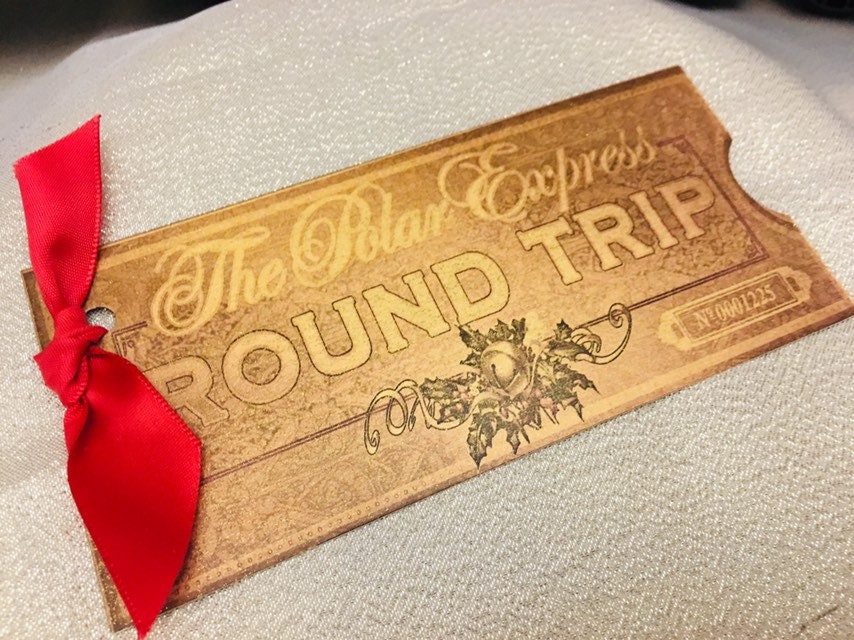 The Polar Express
ROUND TRIP
Nº 0001225